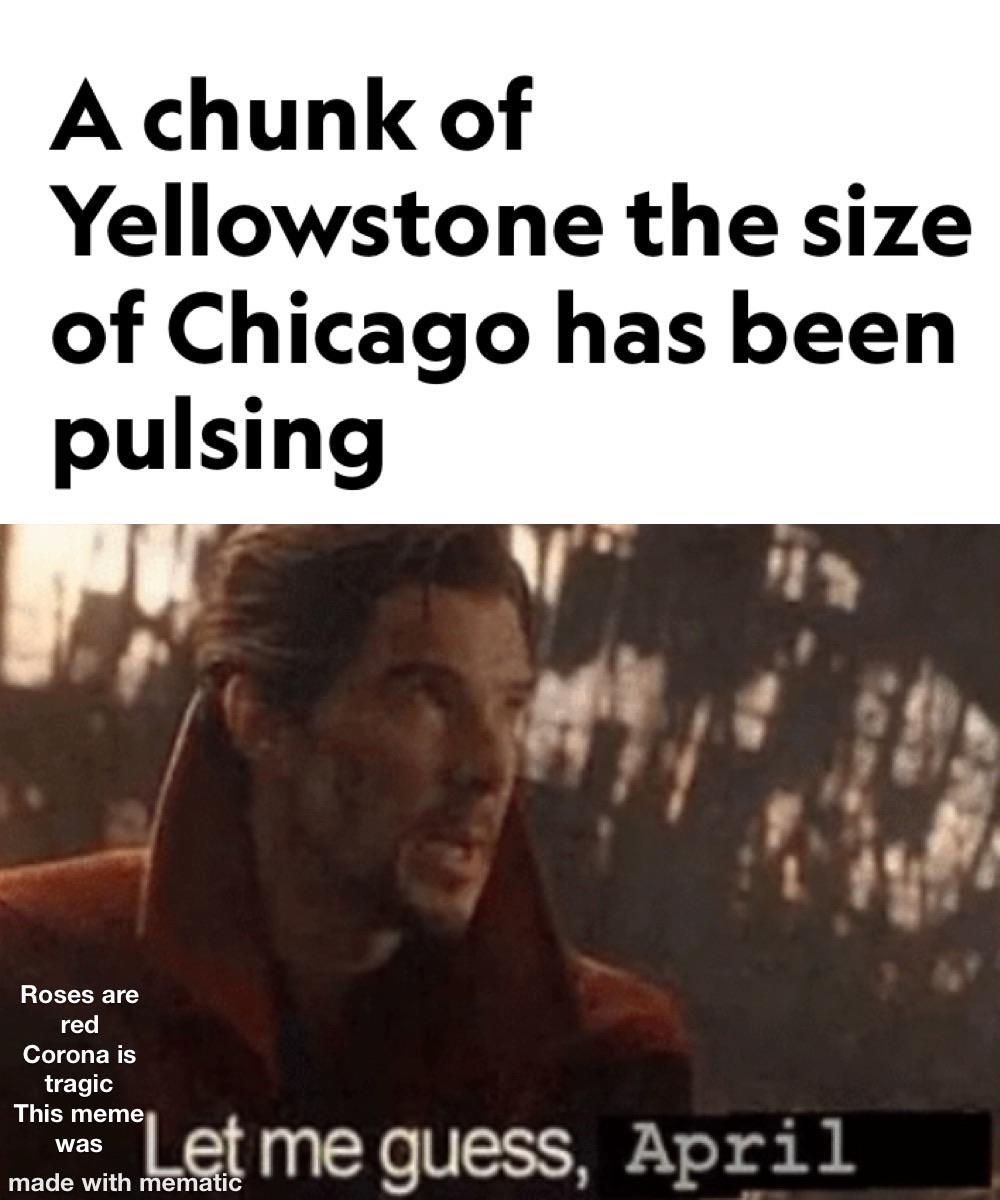 A chunk of
Yellowstone the size
of Chicago has been
pulsing
Roses are
red
Corona is
tragic
This meme
was
made with mematic
Let me guess, April